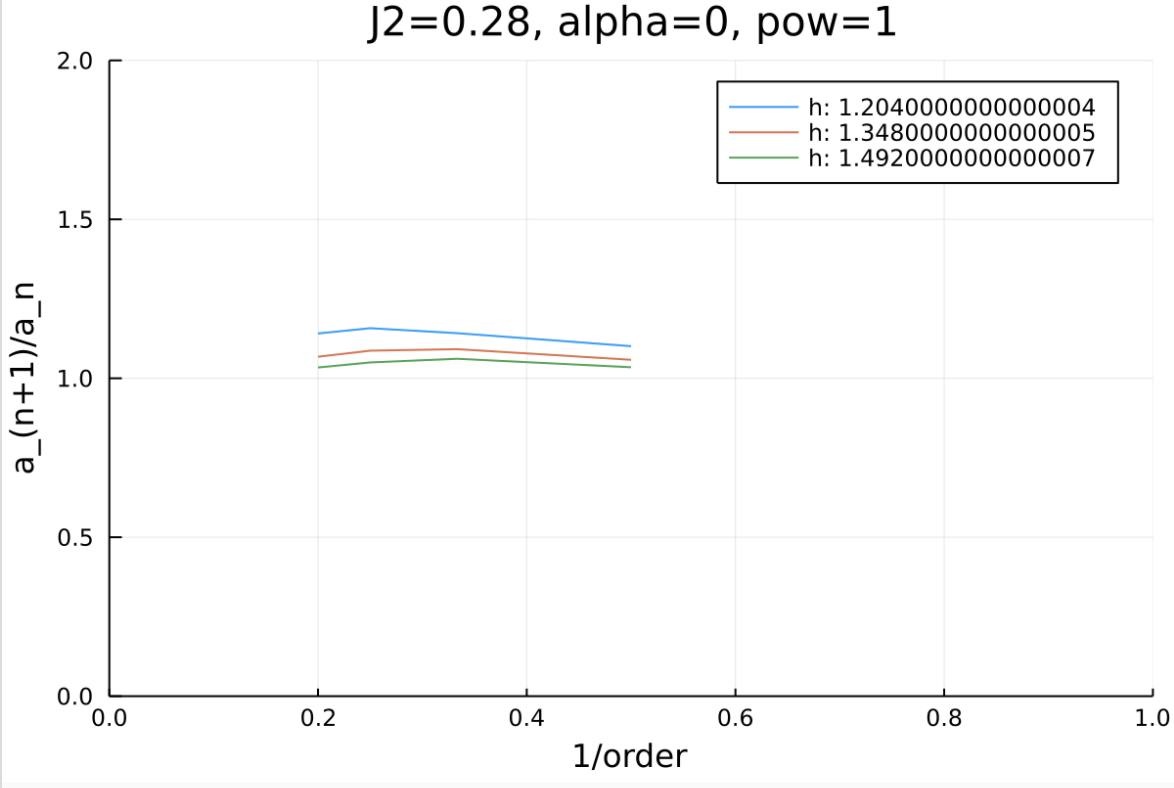 J2=0.28, alpha=0, pow=1
h: 1.2040000000000004
h: 1.3480000000000005
h: 1.4920000000000007
a_(n+1)/a_n
2.0
1.5
1.0
0.5
0.0
0.0 0.2 0.4 0.6 0.8 1.0
1/order